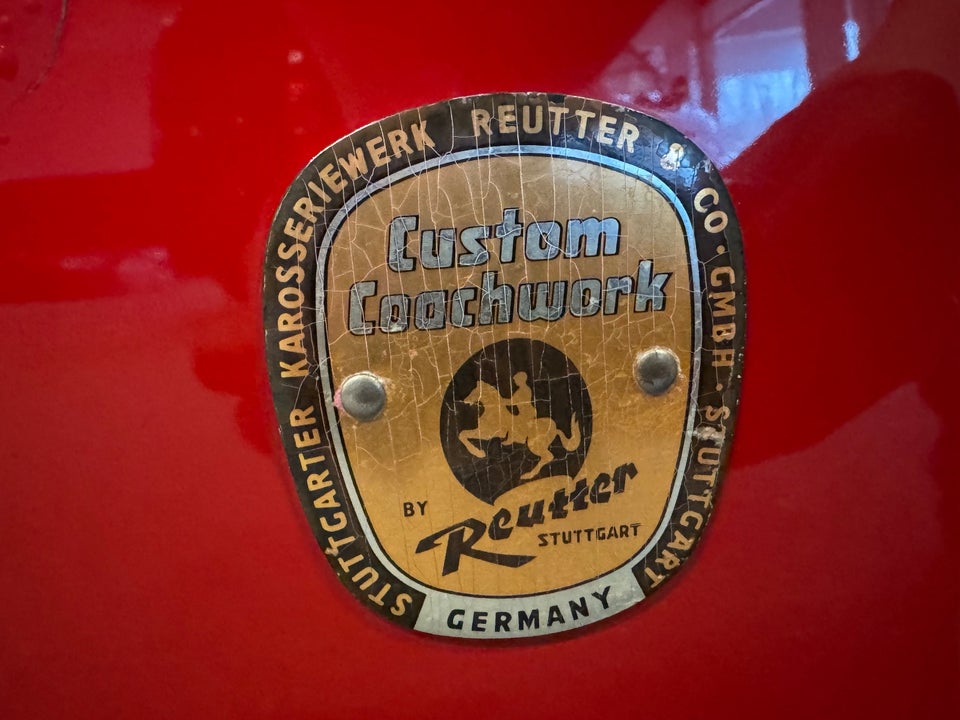 STUTTGARTER KAROSSERIEWERK REUTTER & CO · GMBH · STUTTGART
Custom
Coachwork
BY
Reutter
STUTTGART
GERMANY